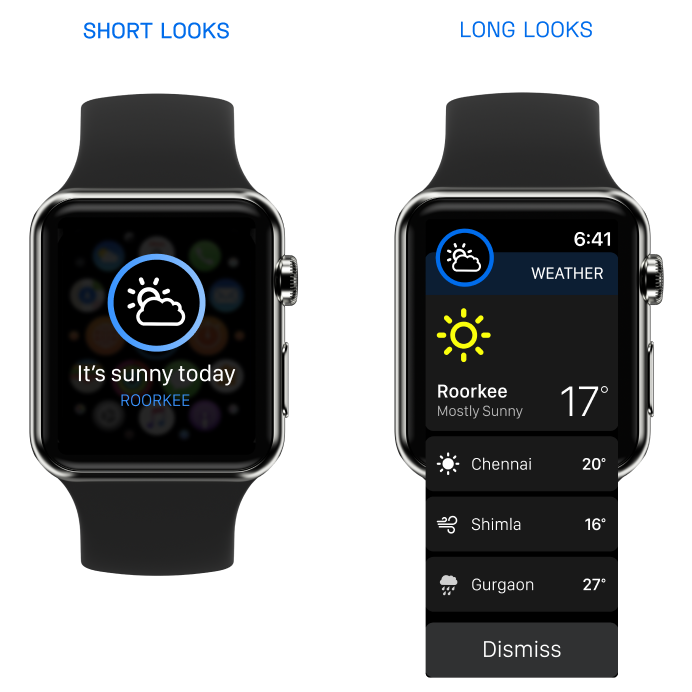 SHORT LOOKS
LONG LOOKS
It's sunny today
ROORKEE
6:41
WEATHER
Roorkee
Mostly Sunny
17°
Chennai 20°
Shimla 16°
Gurgaon 27°
Dismiss